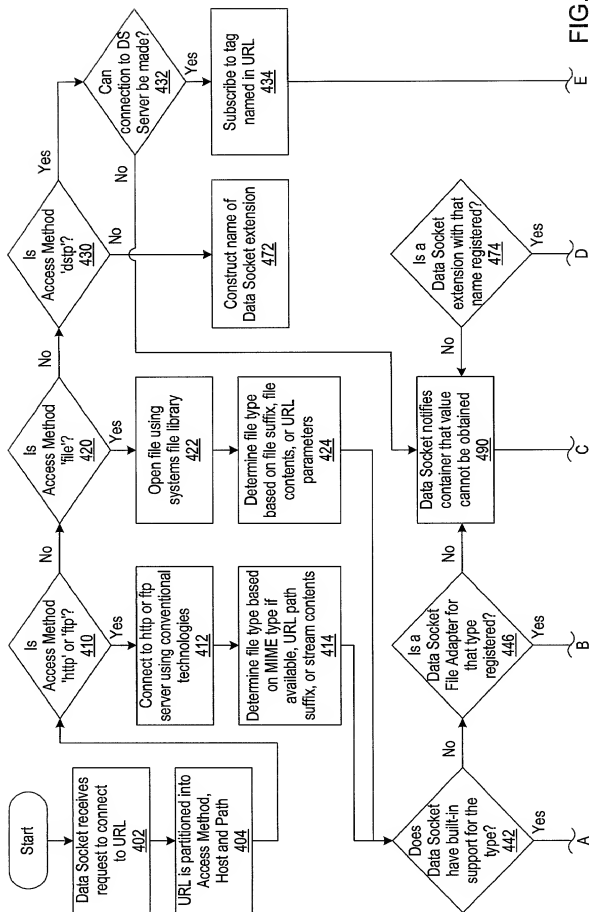 Start
Data Socket receives
request to connect
to URL
402
URL is partitioned into
Access Method,
Host and Path
404
Is
Access Method
'http' or 'ftp'?
410
No
Yes
Connect to http or ftp
server using conventional
technologies
412
Determine file type based
on MIME type if
available, URL path
suffix, or stream contents
414
Is
Access Method
'file'?
420
No
Yes
Open file using
systems file library
422
Determine file type
based on file suffix, file
contents, or URL
parameters
424
Is
Access Method
'dstp'?
430
Yes
No
Construct name of
Data Socket extension
472
Can
connection to DS
Server be made?
432
No
Yes
Subscribe to tag
named in URL
434
Does
Data Socket
have built-in
support for the
type?
442
No
Yes
A
Is a
Data Socket
File Adapter for
that type
registered?
446
No
Yes
B
Data Socket notifies
container that value
cannot be obtained
490
C
Is a
Data Socket
extension with that
name registered?
474
No
Yes
D
E
FIG.